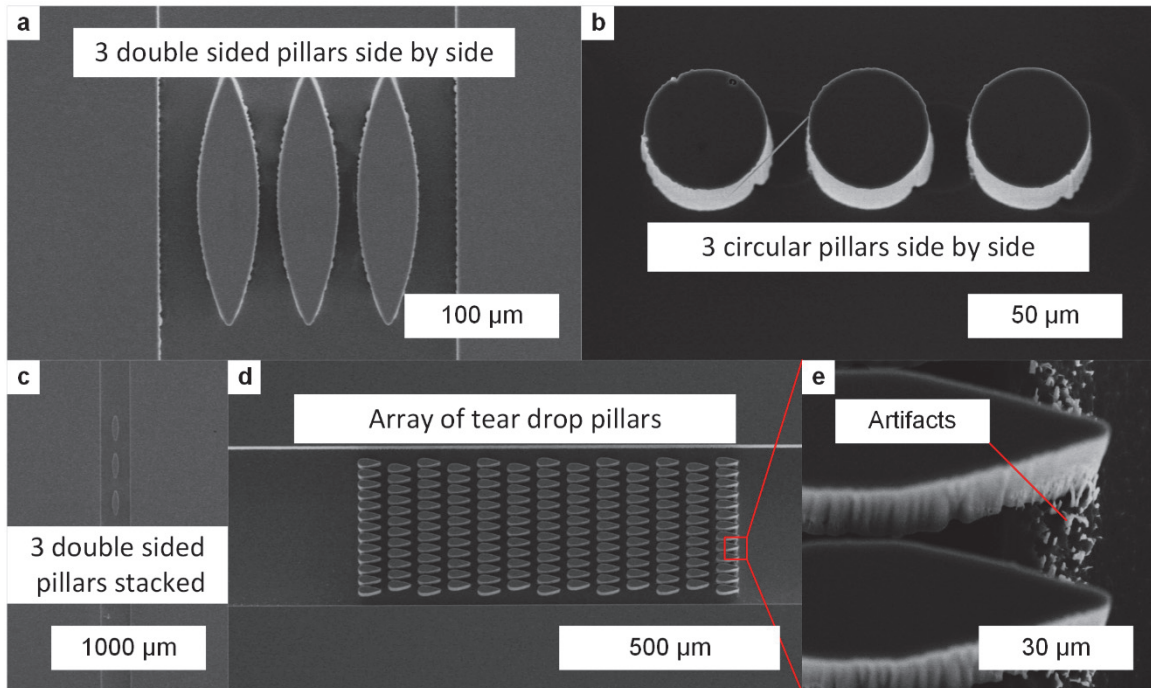 a
3 double sided pillars side by side
100 µm
b
3 circular pillars side by side
50 µm
c
3 double sided
pillars stacked
1000 µm
d
Array of tear drop pillars
500 µm
e
Artifacts
30 µm